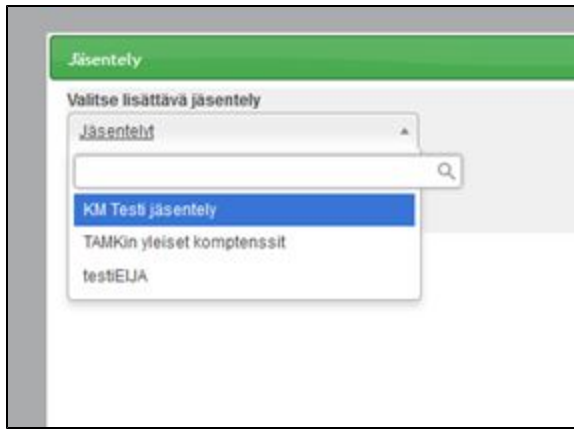 Jäsentely
Valitse lisättävä jäsentely
Jäsentelyt
KM Testi jäsentely
TAMKin yleiset komptenssit
testiEIJA